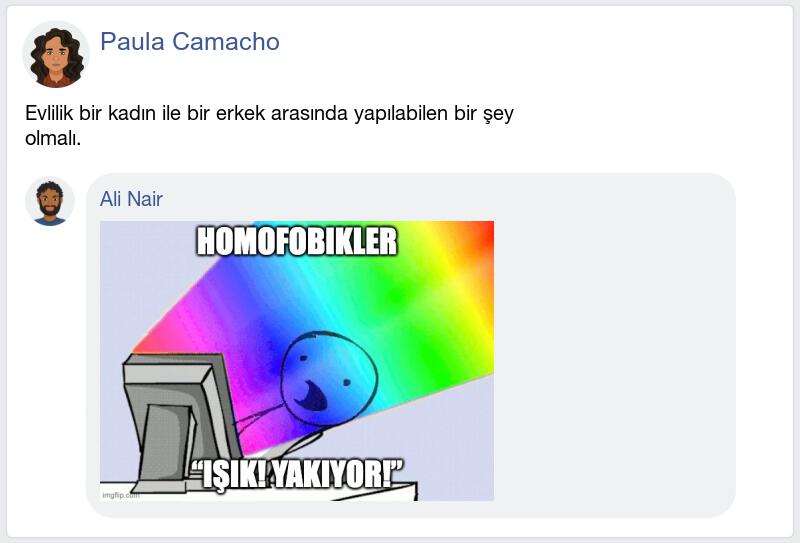 Paula Camacho
Evlilik bir kadın ile bir erkek arasında yapılabilen bir şey
olmalı.
Ali Nair
HOMOFOBIKLER
“IŞIK! YAKIYOR!”
imgflip.com